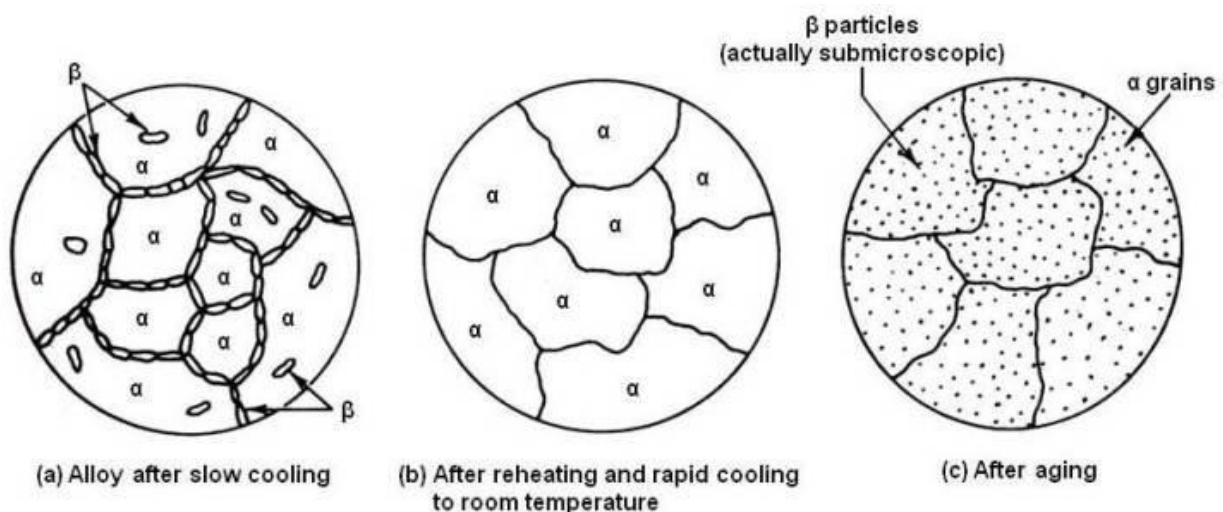 β
α
α
α
α
α
α
α
α
α
α
β
(a) Alloy after slow cooling
α
α
α
α
α
α
α
α
(b) After reheating and rapid cooling
to room temperature
β particles
(actually submicroscopic)
α grains
(c) After aging